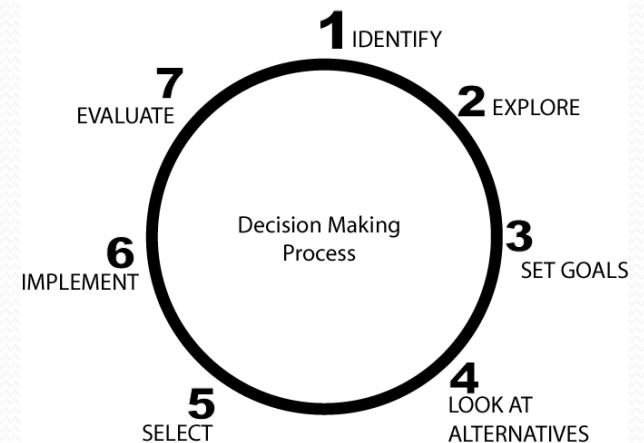 1 IDENTIFY
2 EXPLORE
3
SET GOALS
4
LOOK AT
ALTERNATIVES
5
SELECT
6
IMPLEMENT
7
EVALUATE
Decision Making
Process